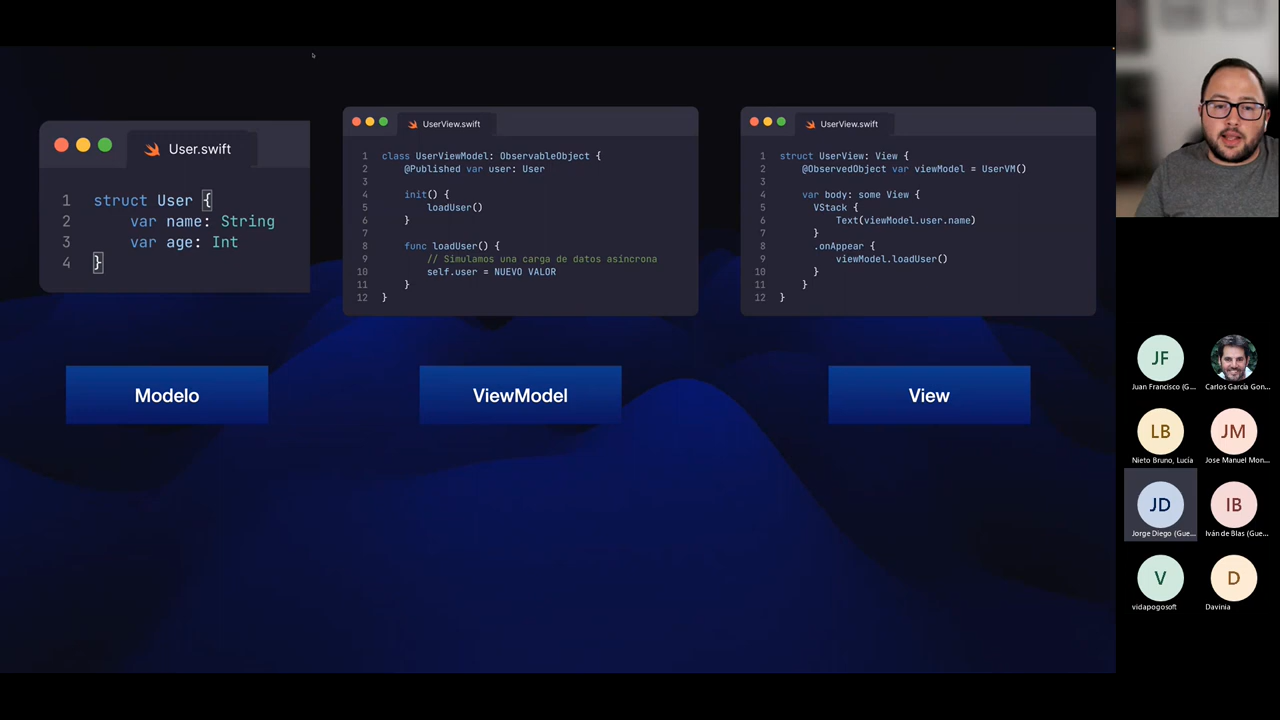 User.swift
1 struct User {
2 var name: String
3 var age: Int
4 }
Modelo
UserView.swift
1 class UserViewModel: ObservableObject {
2 @Published var user: User
3
4 init() {
5 loadUser()
6 }
7
8 func loadUser() {
9 // Simulamos una carga de datos asíncrona
10 self.user = NUEVO VALOR
11 }
12 }
ViewModel
UserView.swift
1 struct UserView: View {
2 @ObservedObject var viewModel = UserVM()
3
4 var body: some View {
5 VStack {
6 Text(viewModel.user.name)
7 }
8 .onAppear {
9 viewModel.loadUser()
10 }
11 }
12 }
View
JF
Juan Francisco (G...
Carlos García Gon...
LB
Nieto Bruno, Lucía
JM
Jose Manuel Mon...
JD
Jorge Diego (Gue...
IB
Iván de Blas (Gue...
V
vidapogosoft
D
Davinia